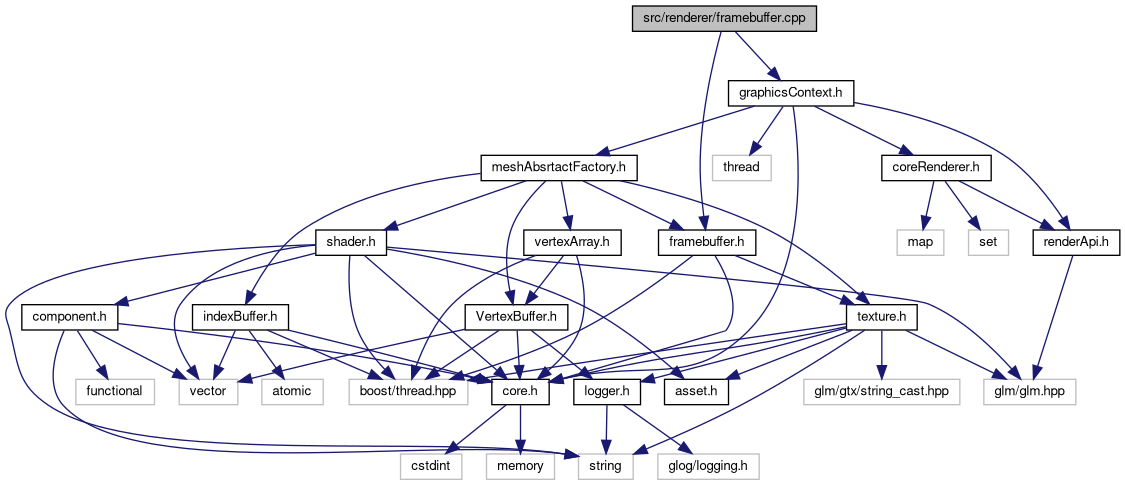 src/renderer/framebuffer.cpp
graphicsContext.h
meshAbsrtactFactory.h
thread
coreRenderer.h
shader.h
vertexArray.h
framebuffer.h
map
set
renderApi.h
component.h
indexBuffer.h
VertexBuffer.h
texture.h
functional
vector
atomic
boost/thread.hpp
core.h
logger.h
asset.h
glm/gtx/string_cast.hpp
glm/glm.hpp
cstdint
memory
string
glog/logging.h